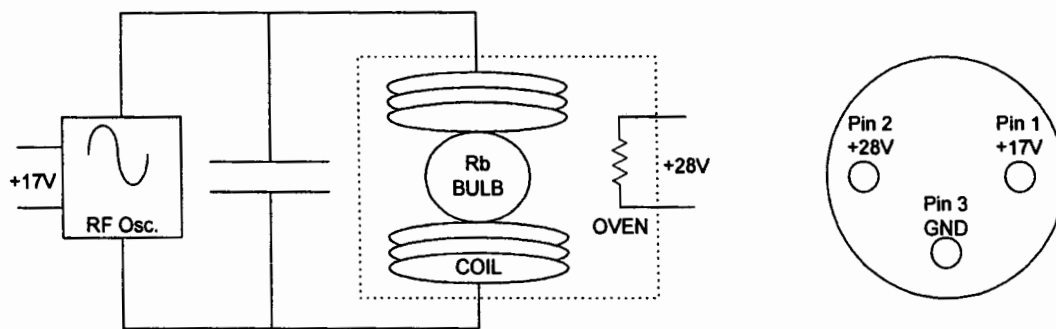 +17V
RF Osc.
Rb
BULB
COIL
OVEN
+28V
Pin 2
+28V
Pin 1
+17V
Pin 3
GND